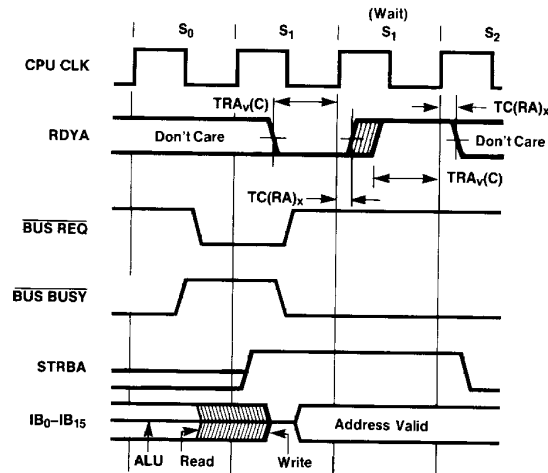 (Wait)
S0 S1 S1 S2
CPU CLK
TRAv(C) TC(RA)x
RDYA Don't Care Don't Care
TRAv(C)
TC(RA)x
BUS REQ
BUS BUSY
STRBA
IB0–IB15 Address Valid
ALU Read Write